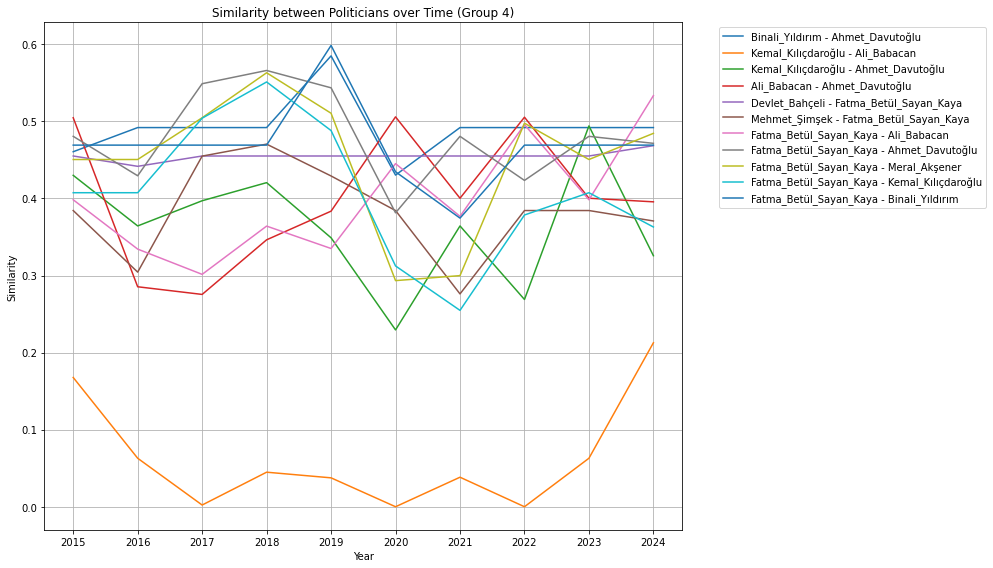 Similarity between Politicians over Time (Group 4)
0.6
0.5
0.4
0.3
0.2
0.1
0.0
Similarity
2015 2016 2017 2018 2019 2020 2021 2022 2023 2024
Year
Binali_Yıldırım - Ahmet_Davutoğlu
Kemal_Kılıçdaroğlu - Ali_Babacan
Kemal_Kılıçdaroğlu - Ahmet_Davutoğlu
Ali_Babacan - Ahmet_Davutoğlu
Devlet_Bahçeli - Fatma_Betül_Sayan_Kaya
Mehmet_Şimşek - Fatma_Betül_Sayan_Kaya
Fatma_Betül_Sayan_Kaya - Ali_Babacan
Fatma_Betül_Sayan_Kaya - Ahmet_Davutoğlu
Fatma_Betül_Sayan_Kaya - Meral_Akşener
Fatma_Betül_Sayan_Kaya - Kemal_Kılıçdaroğlu
Fatma_Betül_Sayan_Kaya - Binali_Yıldırım